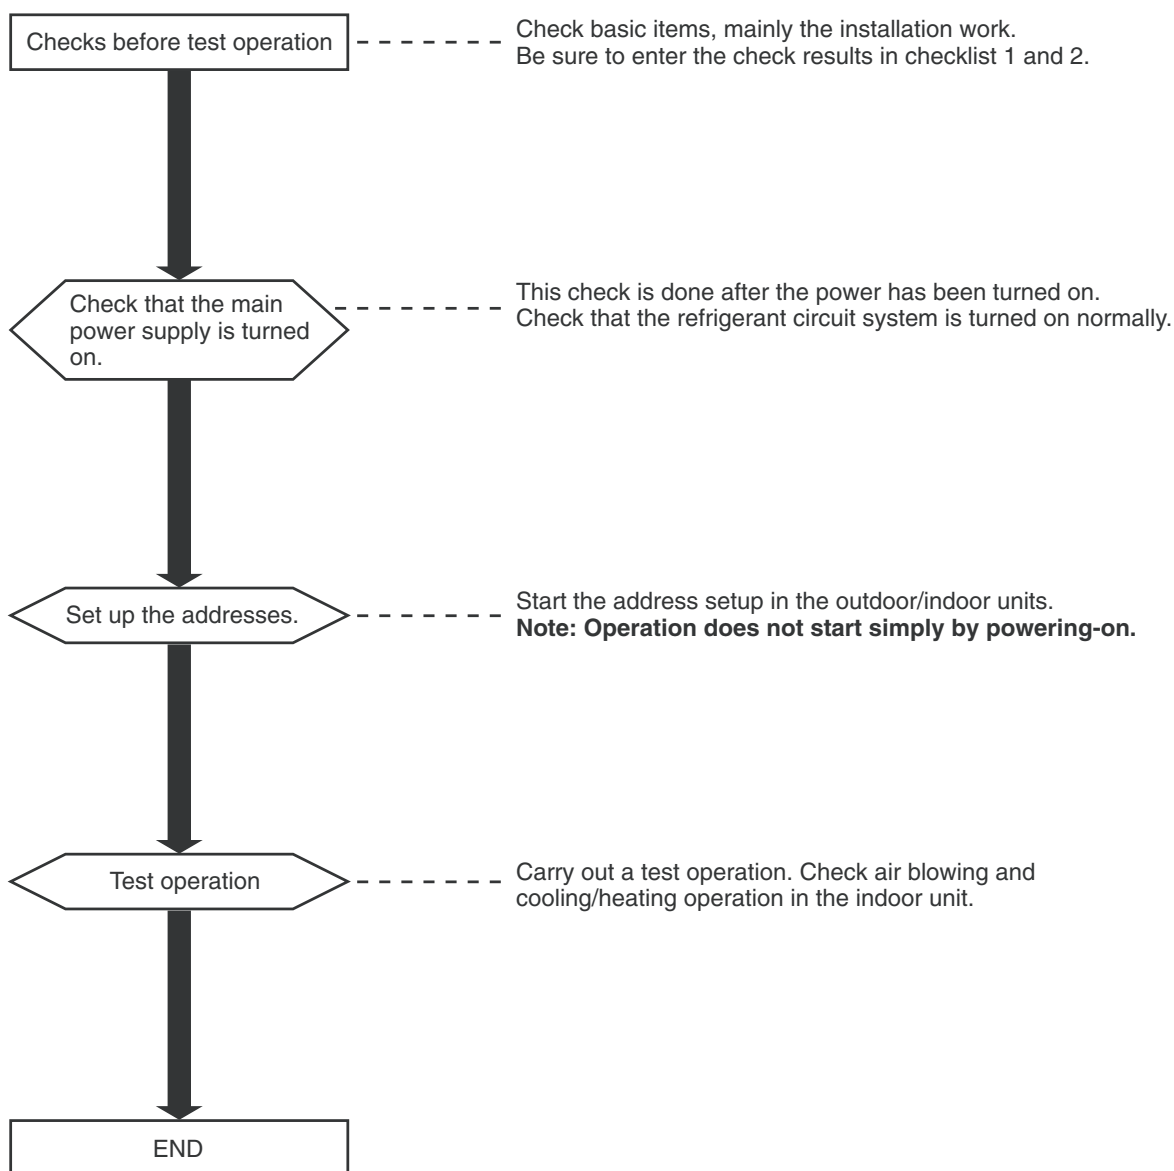 Checks before test operation
Check basic items, mainly the installation work.
Be sure to enter the check results in checklist 1 and 2.
Check that the main
power supply is turned
on.
This check is done after the power has been turned on.
Check that the refrigerant circuit system is turned on normally.
Set up the addresses.
Start the address setup in the outdoor/indoor units.
Note: Operation does not start simply by powering-on.
Test operation
Carry out a test operation. Check air blowing and
cooling/heating operation in the indoor unit.
END